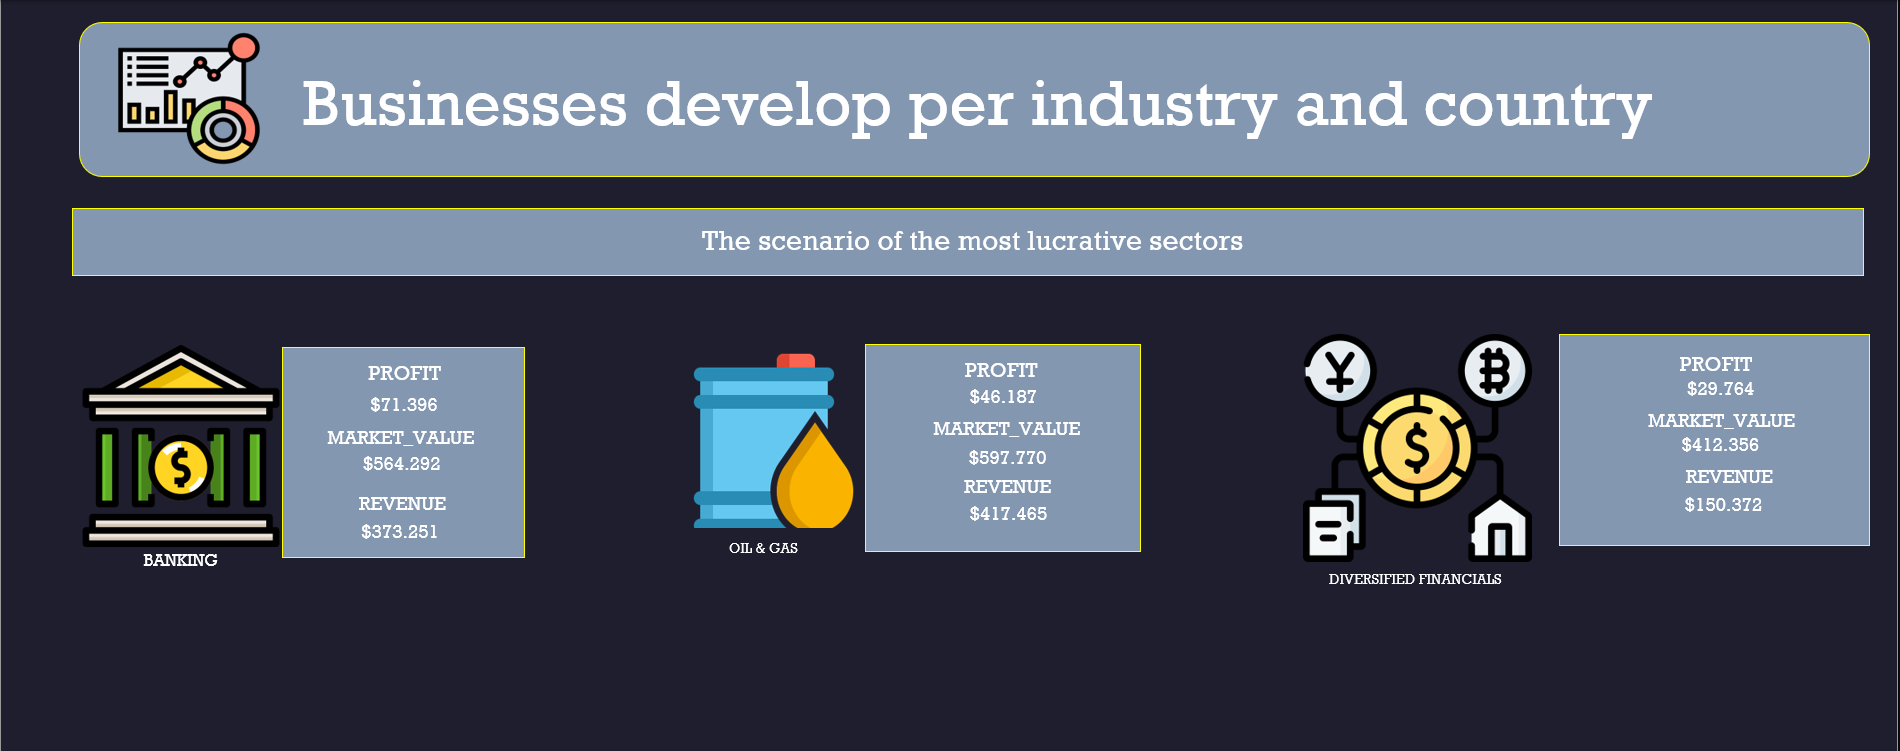 Businesses develop per industry and country
The scenario of the most lucrative sectors
PROFIT
$71.396
MARKET_VALUE
$564.292
REVENUE
$373.251
BANKING
PROFIT
$46.187
MARKET_VALUE
$597.770
REVENUE
$417.465
OIL & GAS
PROFIT
$29.764
MARKET_VALUE
$412.356
REVENUE
$150.372
DIVERSIFIED FINANCIALS